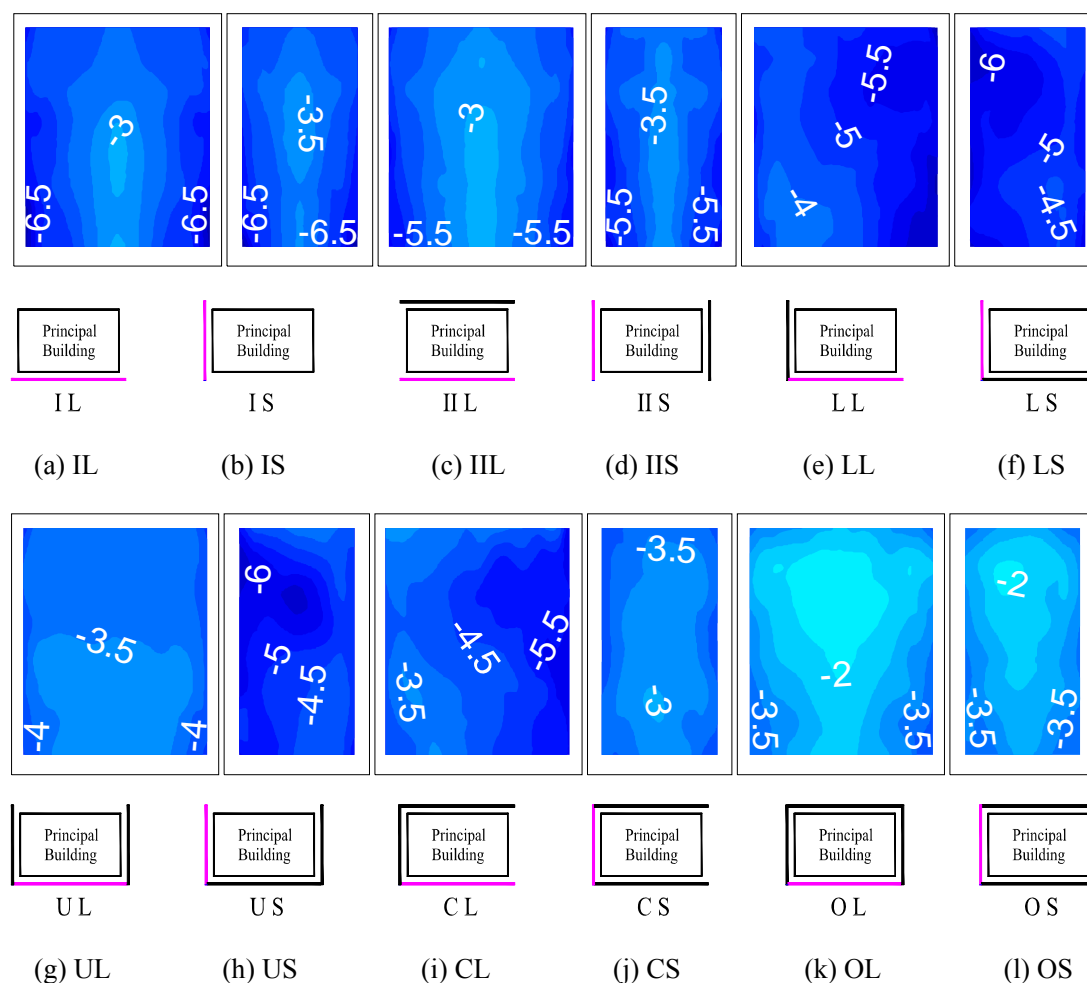 -3
-6.5
-6.5
-3.5
-6.5
-6.5
-3
-5.5
-5.5
-3.5
-5.5
-5.5
-5.5
-5
-4
-6
-5
-4.5
Principal
Building
Principal
Building
Principal
Building
Principal
Building
Principal
Building
Principal
Building
I L
I S
II L
II S
L L
L S
(a) IL
(b) IS
(c) IIL
(d) IIS
(e) LL
(f) LS
-3.5
-4
-4
-6
-5
-4.5
-3.5
-4.5
-5.5
-3.5
-3
-2
-3.5
-3.5
-2
-3.5
-3.5
Principal
Building
Principal
Building
Principal
Building
Principal
Building
Principal
Building
Principal
Building
U L
U S
C L
C S
O L
O S
(g) UL
(h) US
(i) CL
(j) CS
(k) OL
(l) OS